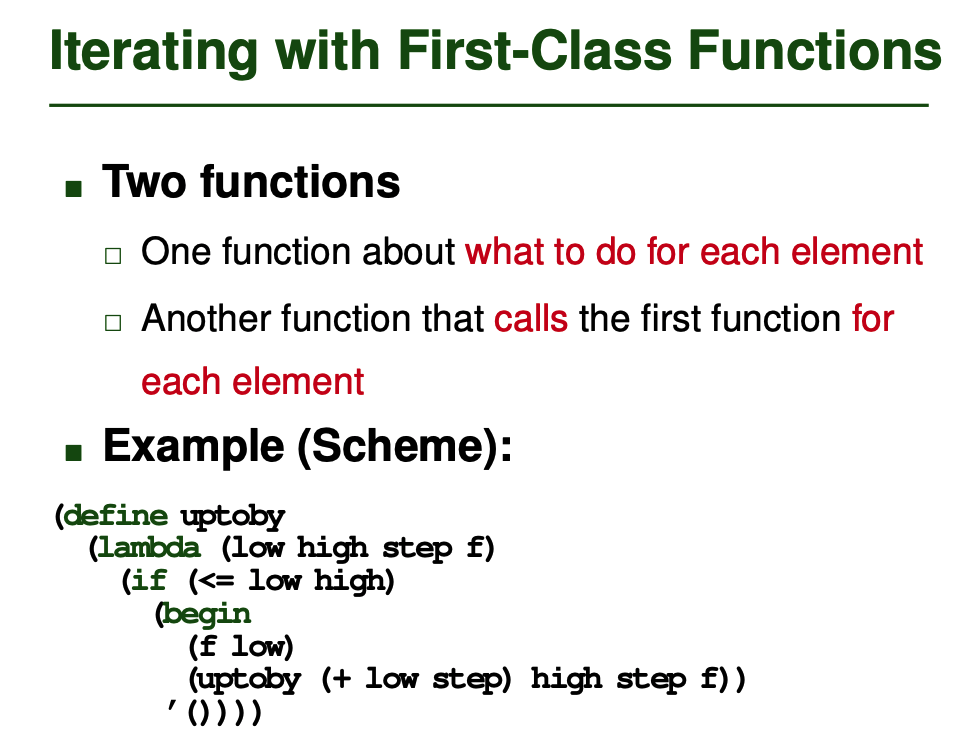 Iterating with First-Class Functions
Two functions
One function about what to do for each element
Another function that calls the first function for
each element
Example (Scheme):
(define uptoby
(lambda (low high step f)
(if (<= low high)
(begin
(f low)
(uptoby (+ low step) high step f))
’())))